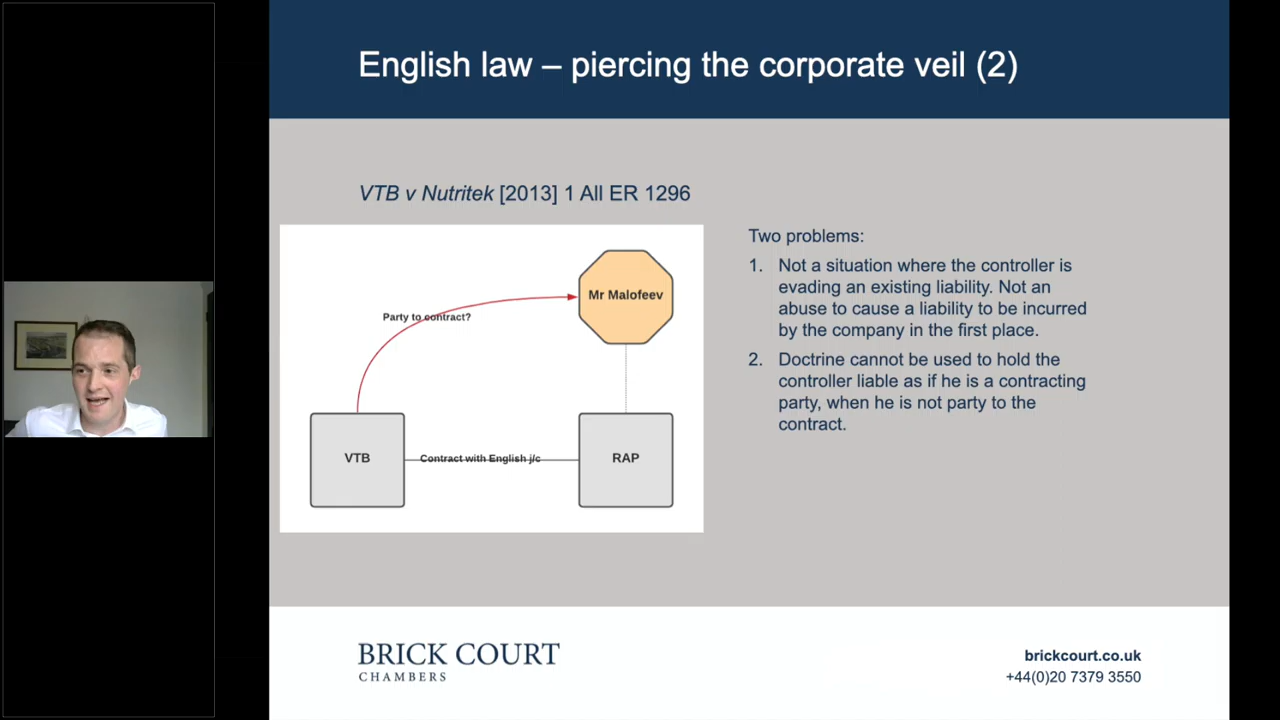 English law – piercing the corporate veil (2)
VTB v Nutritek [2013] 1 All ER 1296
Mr Malofeev
Party to contract?
VTB
Contract with English j/c
RAP
Two problems:
1. Not a situation where the controller is
evading an existing liability. Not an
abuse to cause a liability to be incurred
by the company in the first place.
2. Doctrine cannot be used to hold the
controller liable as if he is a contracting
party, when he is not party to the
contract.
BRICK COURT
CHAMBERS
brickcourt.co.uk
+44(0)20 7379 3550